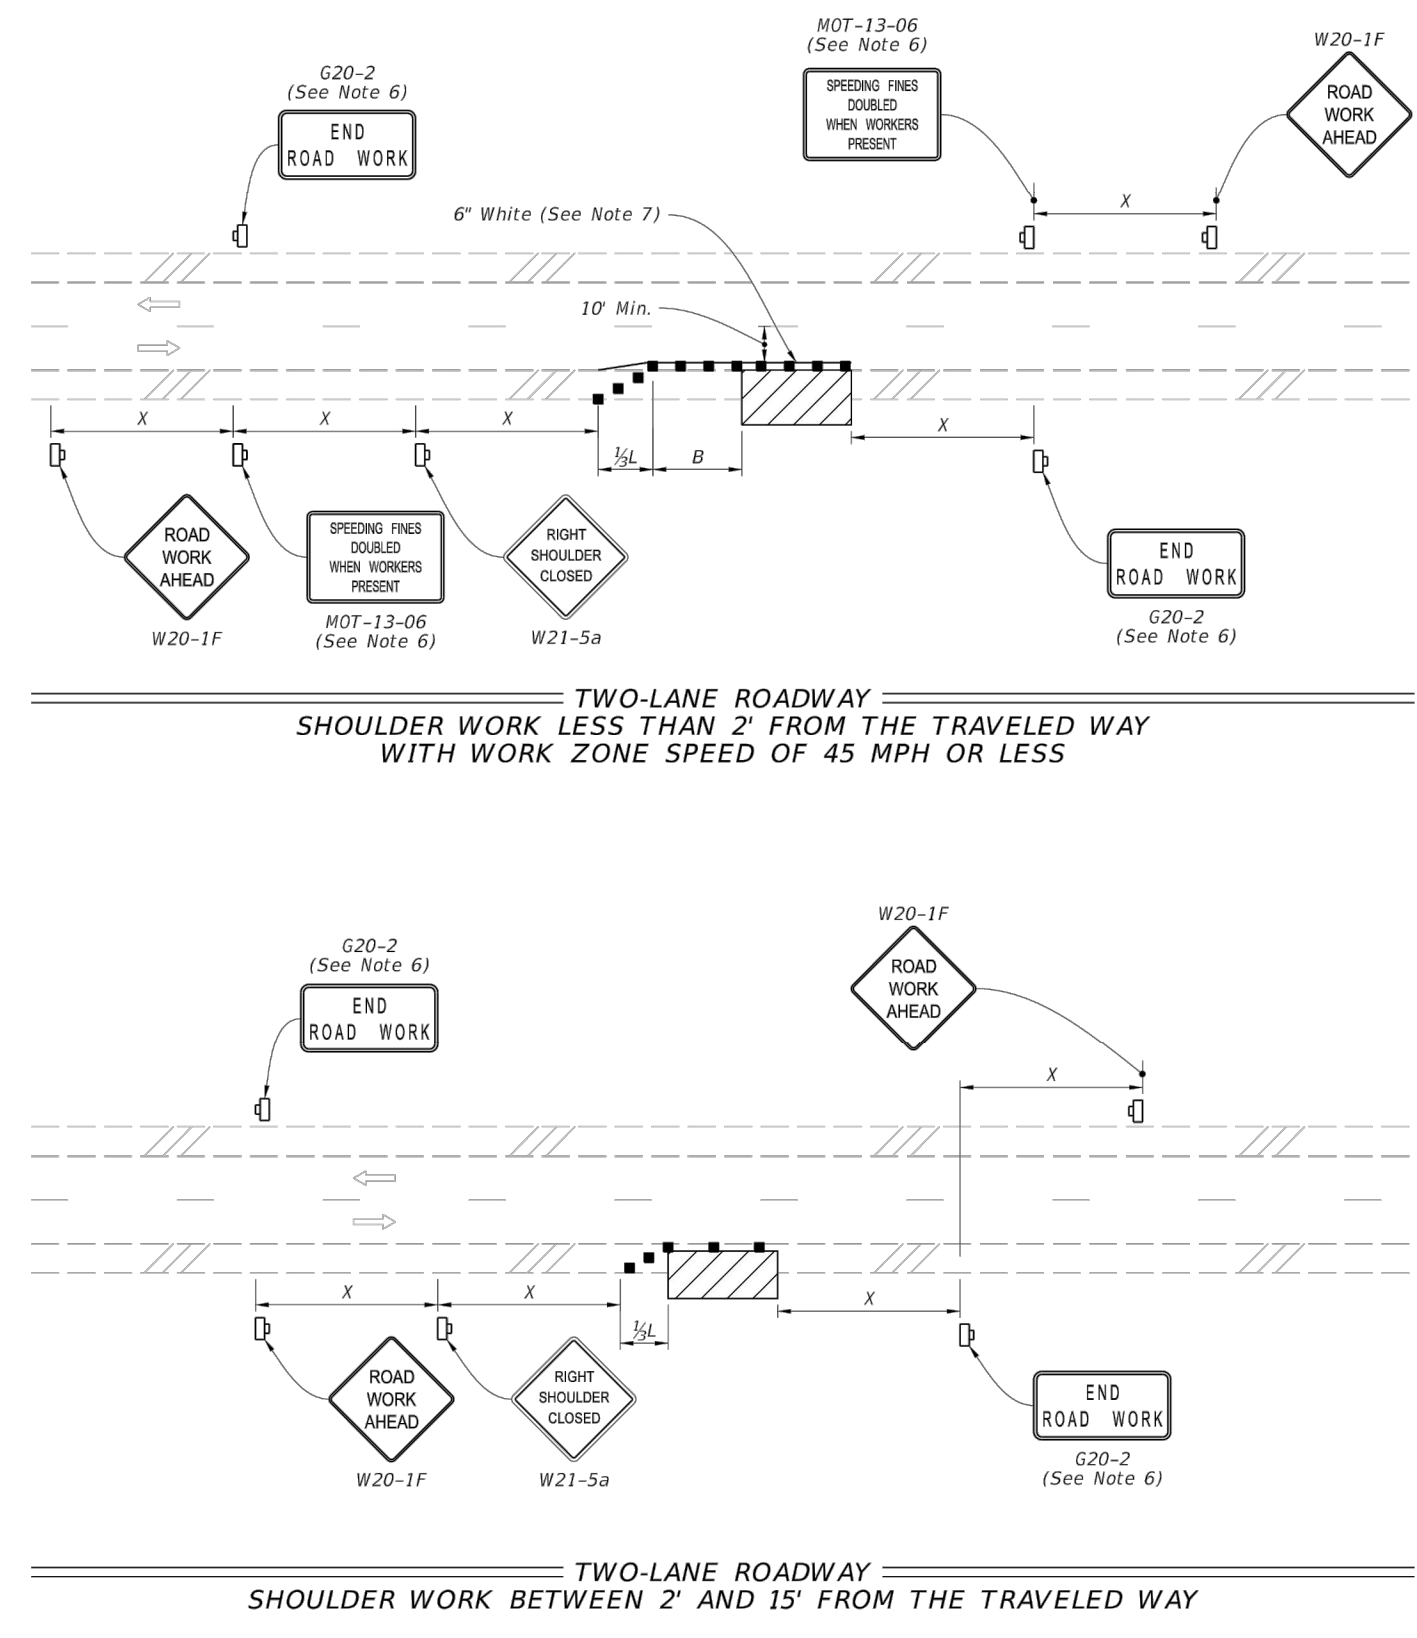 MOT-13-06
(See Note 6)
W20-1F
G20-2
(See Note 6)
SPEEDING FINES
DOUBLED
WHEN WORKERS
PRESENT
ROAD
WORK
AHEAD
END
ROAD WORK
X
6" White (See Note 7)
10' Min.
X
X
X
X
⅓L
B
ROAD
WORK
AHEAD
SPEEDING FINES
DOUBLED
WHEN WORKERS
PRESENT
RIGHT
SHOULDER
CLOSED
END
ROAD WORK
W20-1F
MOT-13-06
(See Note 6)
W21-5a
G20-2
(See Note 6)
TWO-LANE ROADWAY
SHOULDER WORK LESS THAN 2' FROM THE TRAVELED WAY
WITH WORK ZONE SPEED OF 45 MPH OR LESS
W20-1F
G20-2
(See Note 6)
ROAD
WORK
AHEAD
END
ROAD WORK
X
X
X
X
⅓L
ROAD
WORK
AHEAD
RIGHT
SHOULDER
CLOSED
END
ROAD WORK
W20-1F
W21-5a
G20-2
(See Note 6)
TWO-LANE ROADWAY
SHOULDER WORK BETWEEN 2' AND 15' FROM THE TRAVELED WAY